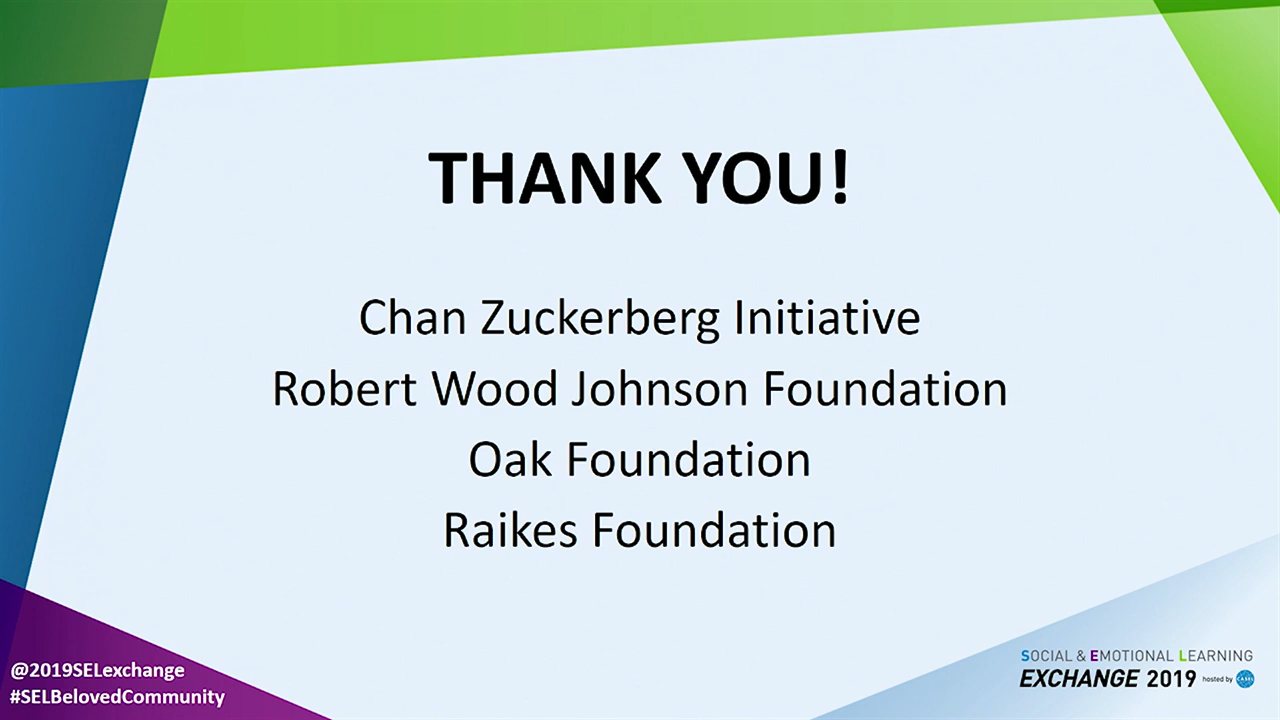 THANK YOU!
Chan Zuckerberg Initiative
Robert Wood Johnson Foundation
Oak Foundation
Raikes Foundation
@2019SELexchange
#SELBelovedCommunity
SOCIAL & EMOTIONAL LEARNING
EXCHANGE 2019 hosted by CASEL